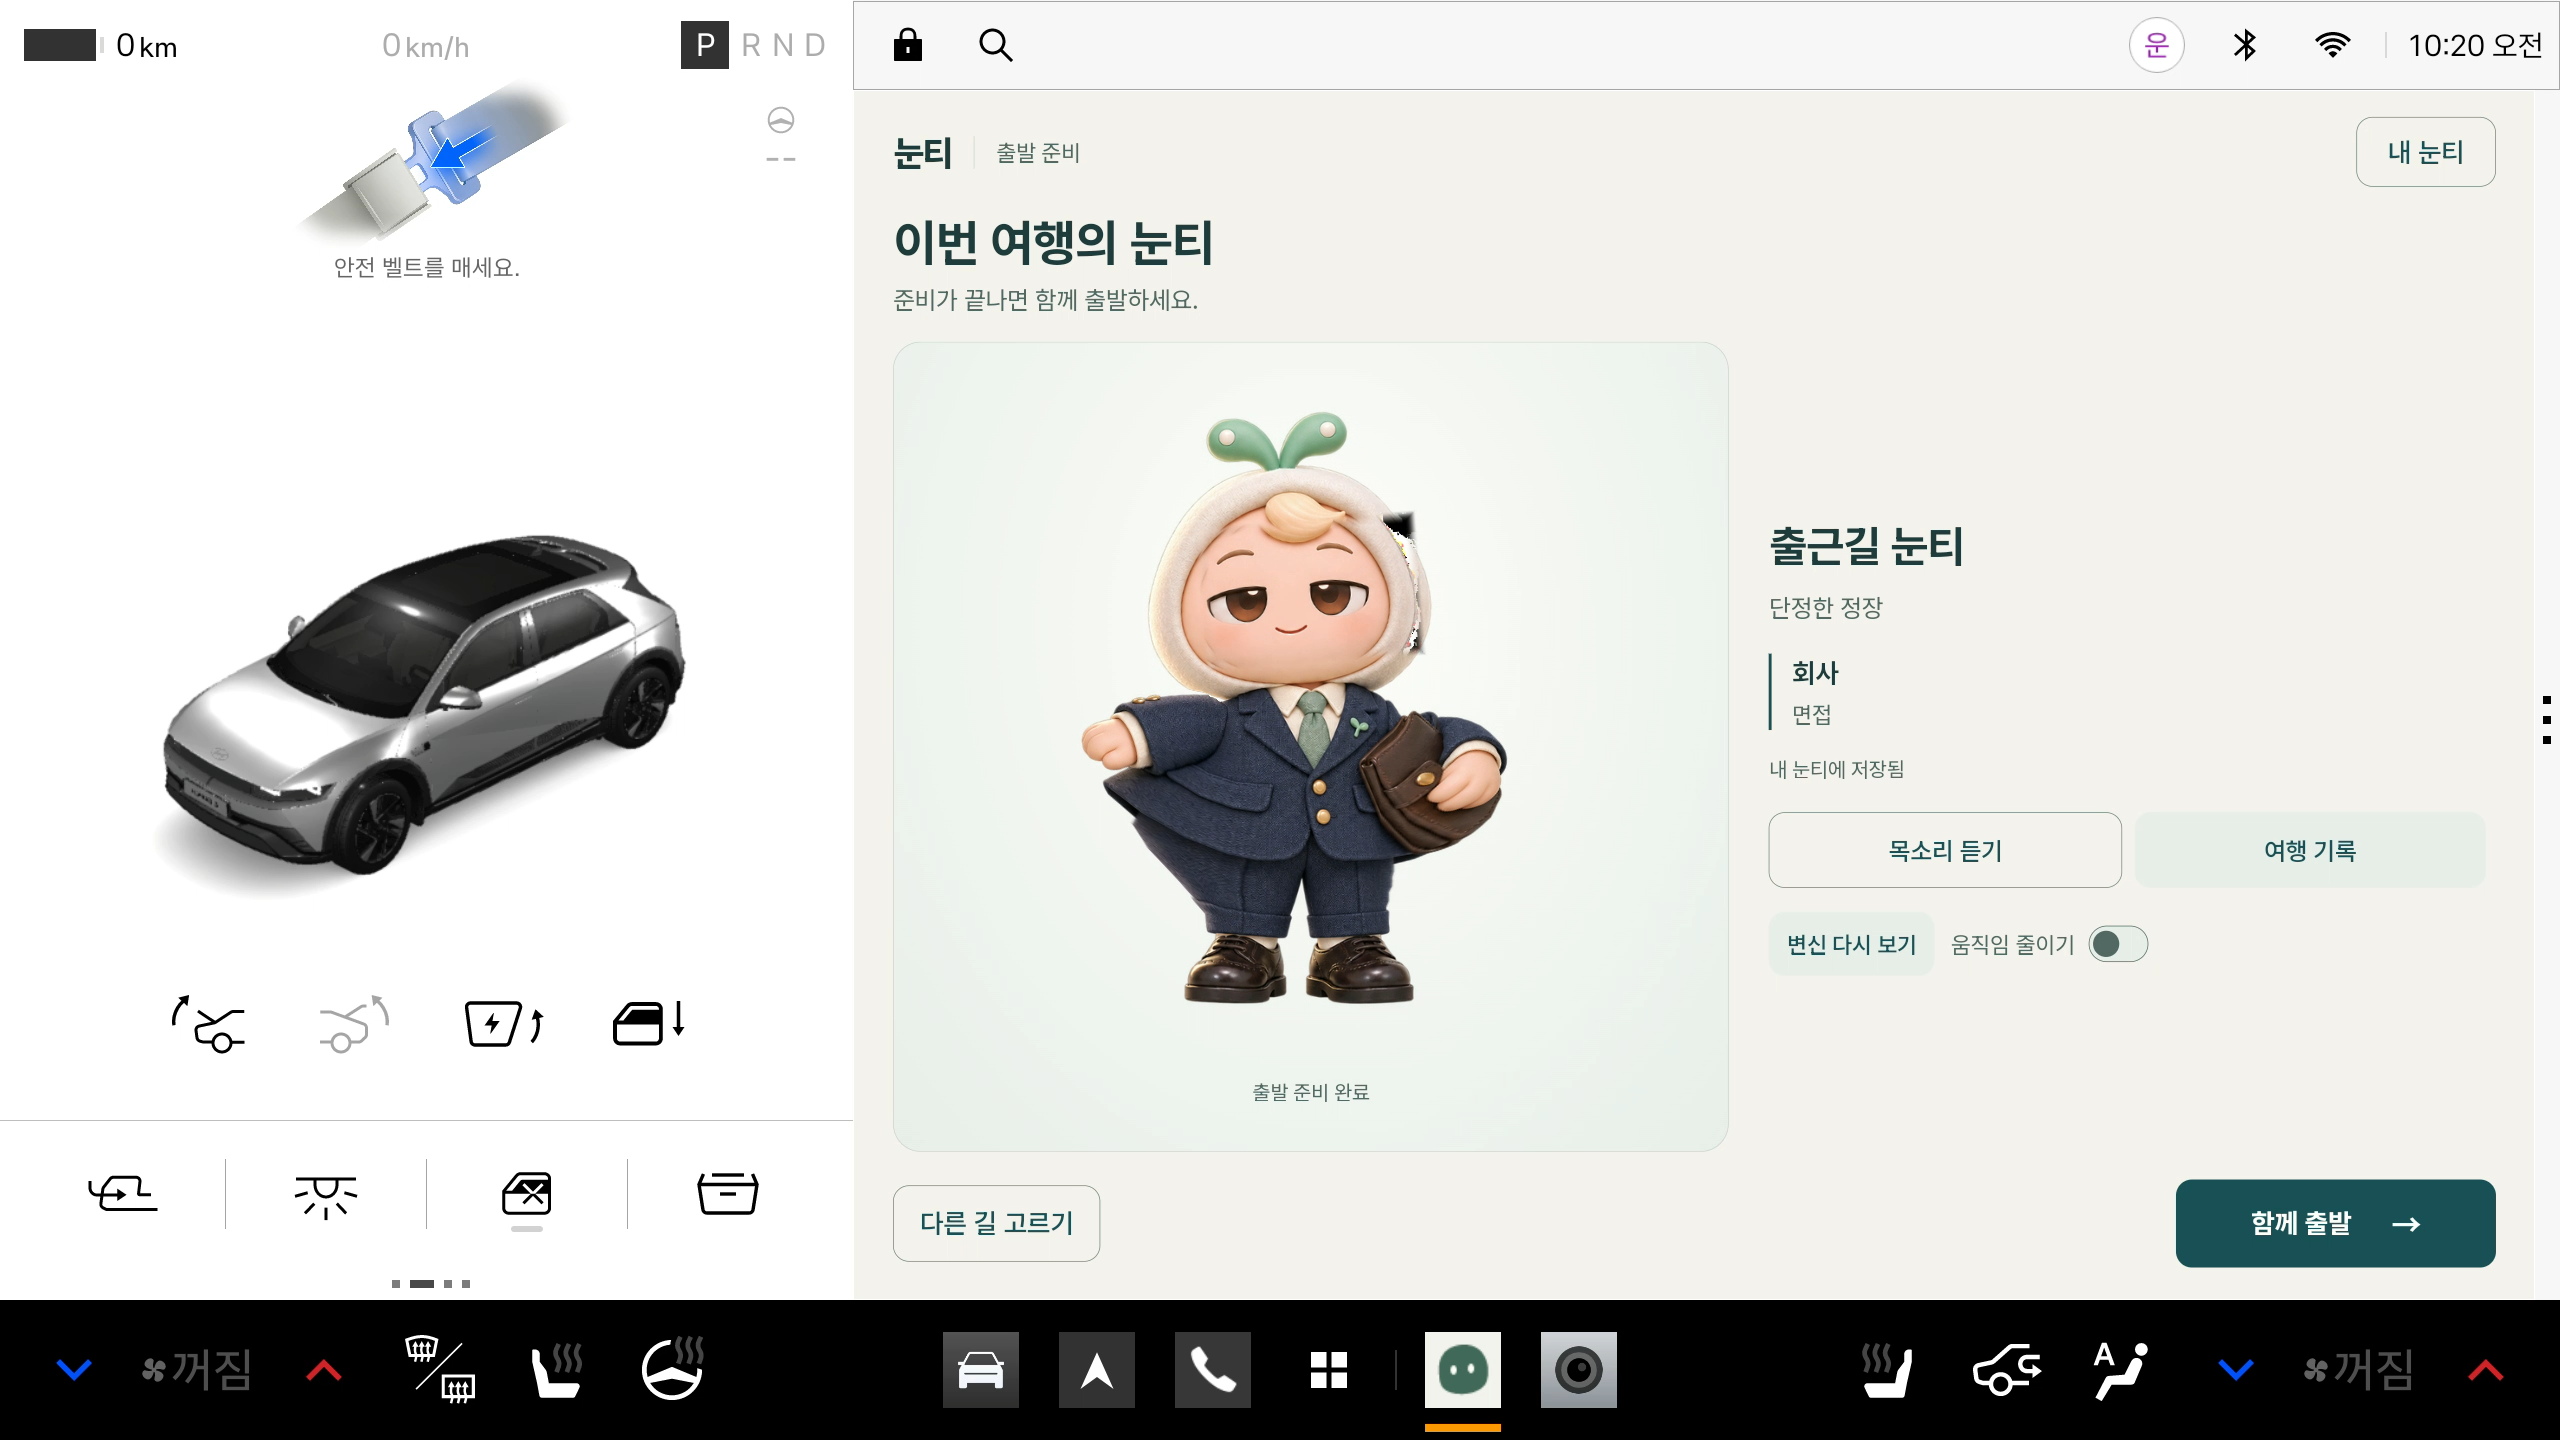 0 km
0 km/h
P R N D
운
10:20 오전
안전 벨트를 매세요.
눈티
출발 준비
내 눈티
이번 여행의 눈티
준비가 끝나면 함께 출발하세요.
출발 준비 완료
출근길 눈티
단정한 정장
회사
면접
내 눈티에 저장됨
목소리 듣기
여행 기록
변신 다시 보기
움직임 줄이기
다른 길 고르기
함께 출발 →
꺼짐
A
꺼짐